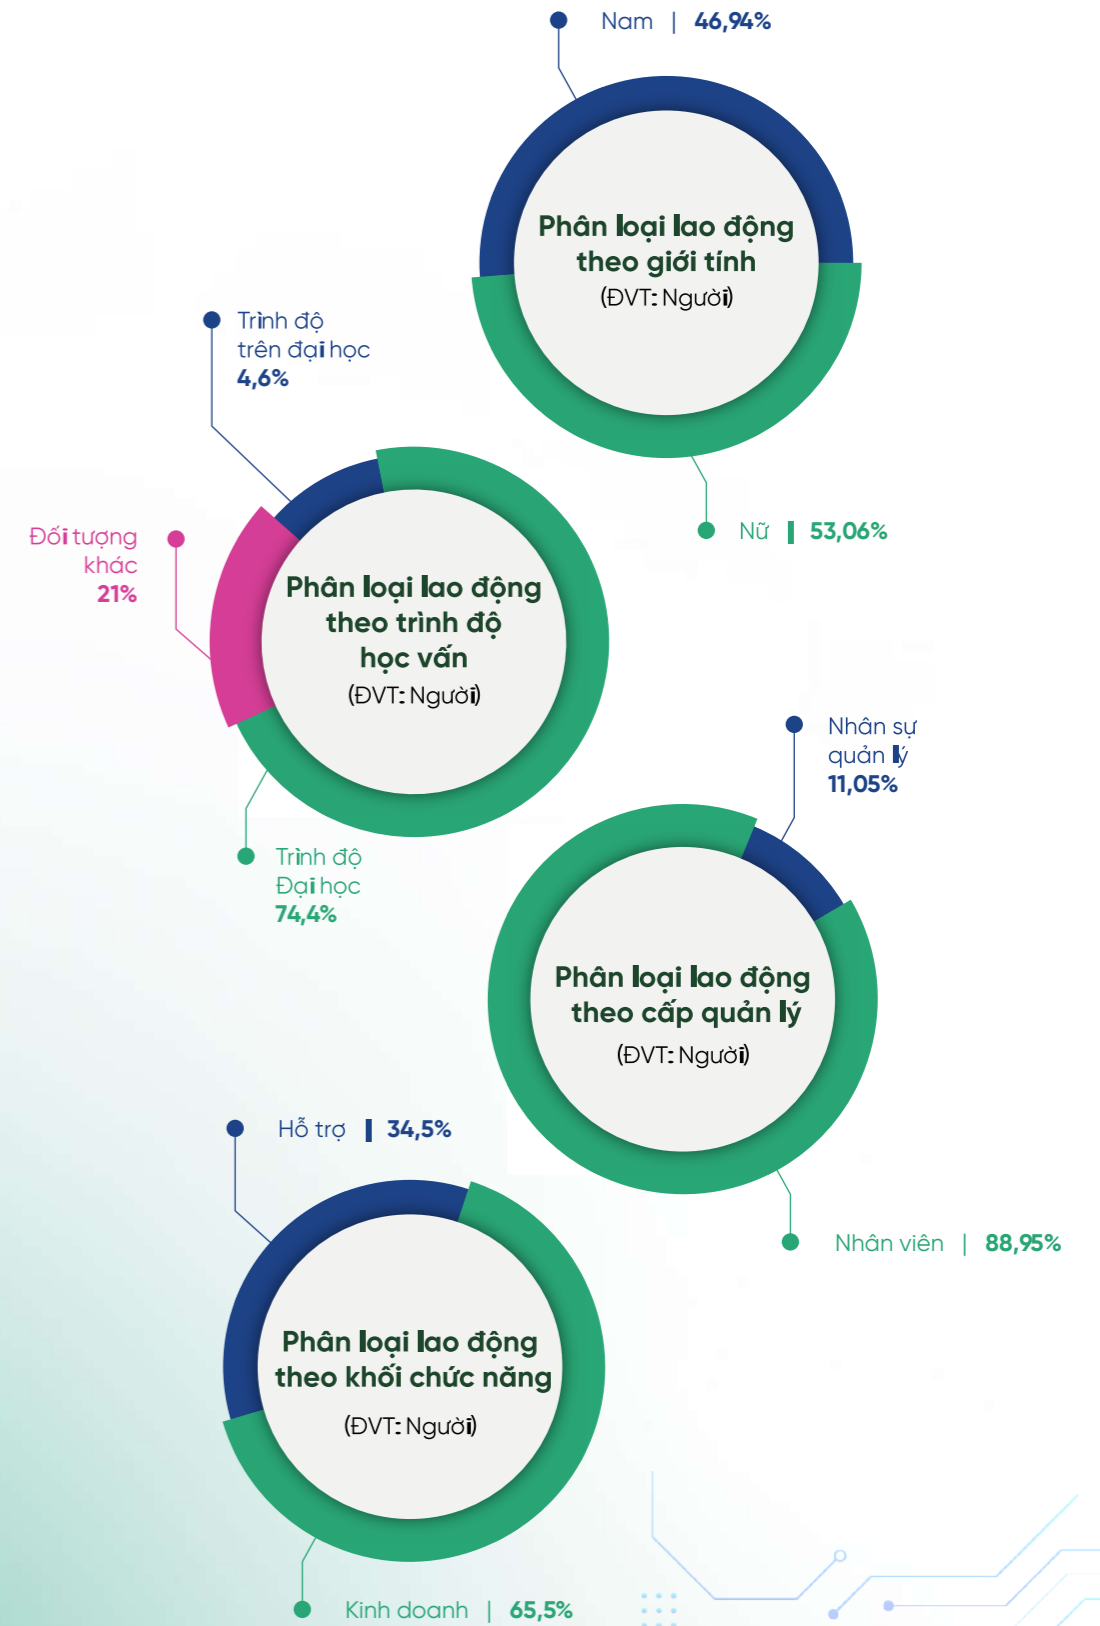 Nam | 46,94%
Phân loại lao động
theo giới tính
(ĐVT: Người)
Nữ | 53,06%
Trình độ
trên đại học
4,6%
Đối tượng
khác
21%
Phân loại lao động
theo trình độ
học vấn
(ĐVT: Người)
Trình độ
Đại học
74,4%
Nhân sự
quản lý
11,05%
Phân loại lao động
theo cấp quản lý
(ĐVT: Người)
Nhân viên | 88,95%
Hỗ trợ | 34,5%
Phân loại lao động
theo khối chức năng
(ĐVT: Người)
Kinh doanh | 65,5%